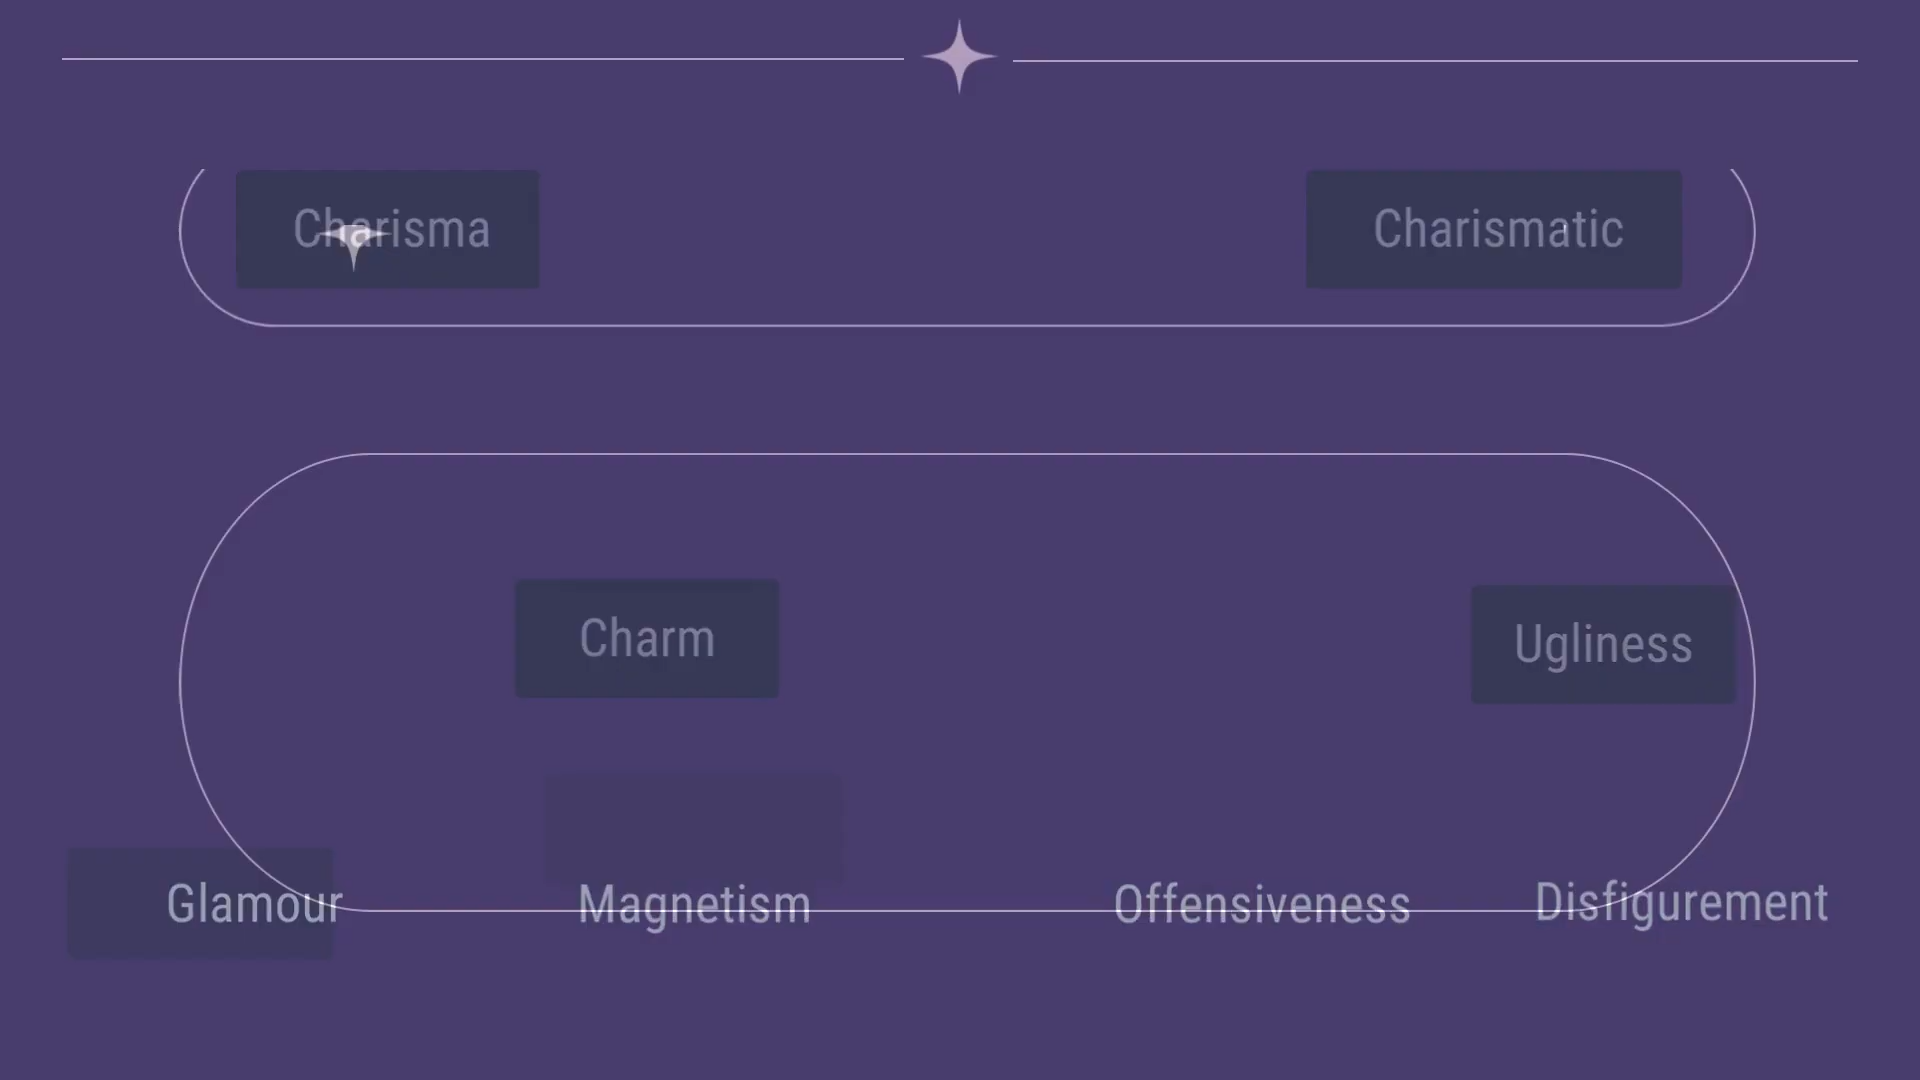 Charisma
Charismatic
Charm
Ugliness
Glamour
Magnetism
Offensiveness
Disfigurement